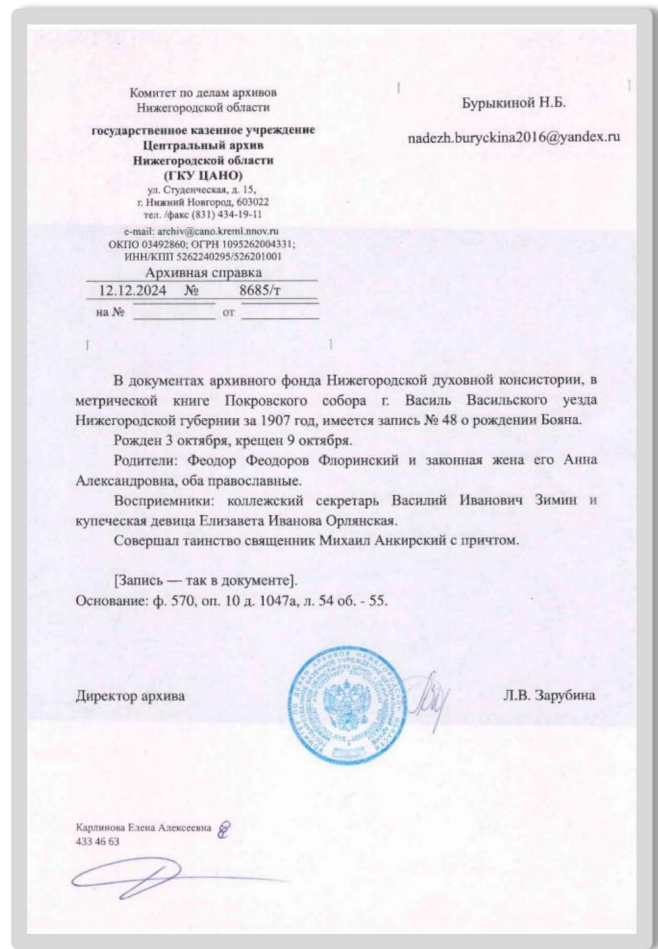 Комитет по делам архивов
Нижегородской области
государственное казенное учреждение
Центральный архив
Нижегородской области
(ГКУ ЦАНО)
ул. Студенческая, д. 15,
г. Нижний Новгород, 603022
тел. /факс (831) 434-19-11
e-mail: archiv@cano.kreml.nnov.ru
ОКПО 03492860; ОГРН 1095262004331;
ИНН/КПП 5262240295/526201001
Архивная справка
12.12.2024 № 8685/т
на № от
Бурыкиной Н.Б.
nadezh.buryckina2016@yandex.ru
В документах архивного фонда Нижегородской духовной консистории, в
метрической книге Покровского собора г. Василь Васильского уезда
Нижегородской губернии за 1907 год, имеется запись № 48 о рождении Бояна.
Рожден 3 октября, крещен 9 октября.
Родители: Феодор Феодоров Флоринский и законная жена его Анна
Александровна, оба православные.
Восприемники: коллежский секретарь Василий Иванович Зимин и
купеческая девица Елизавета Иванова Орлянская.
Совершал таинство священник Михаил Анкирский с причтом.
[Запись — так в документе].
Основание: ф. 570, оп. 10 д. 1047а, л. 54 об. - 55.
Директор архива Л.В. Зарубина
Карлинова Елена Алексеевна
433 46 63